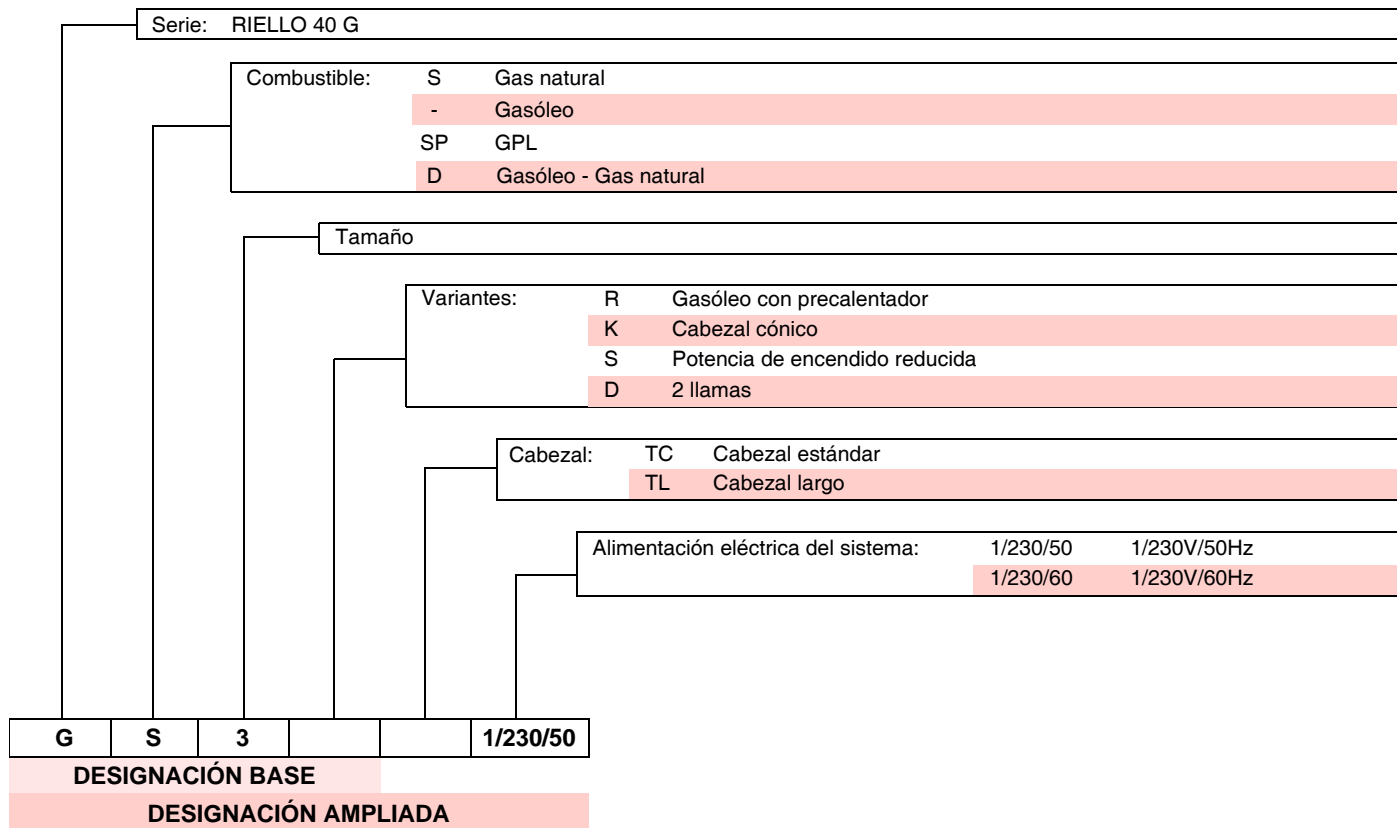 Serie: RIELLO 40 G
Combustible: S Gas natural
- Gasóleo
SP GPL
D Gasóleo - Gas natural
Tamaño
Variantes: R Gasóleo con precalentador
K Cabezal cónico
S Potencia de encendido reducida
D 2 llamas
Cabezal: TC Cabezal estándar
TL Cabezal largo
Alimentación eléctrica del sistema: 1/230/50 1/230V/50Hz
1/230/60 1/230V/60Hz
G S 3 1/230/50
DESIGNACIÓN BASE
DESIGNACIÓN AMPLIADA